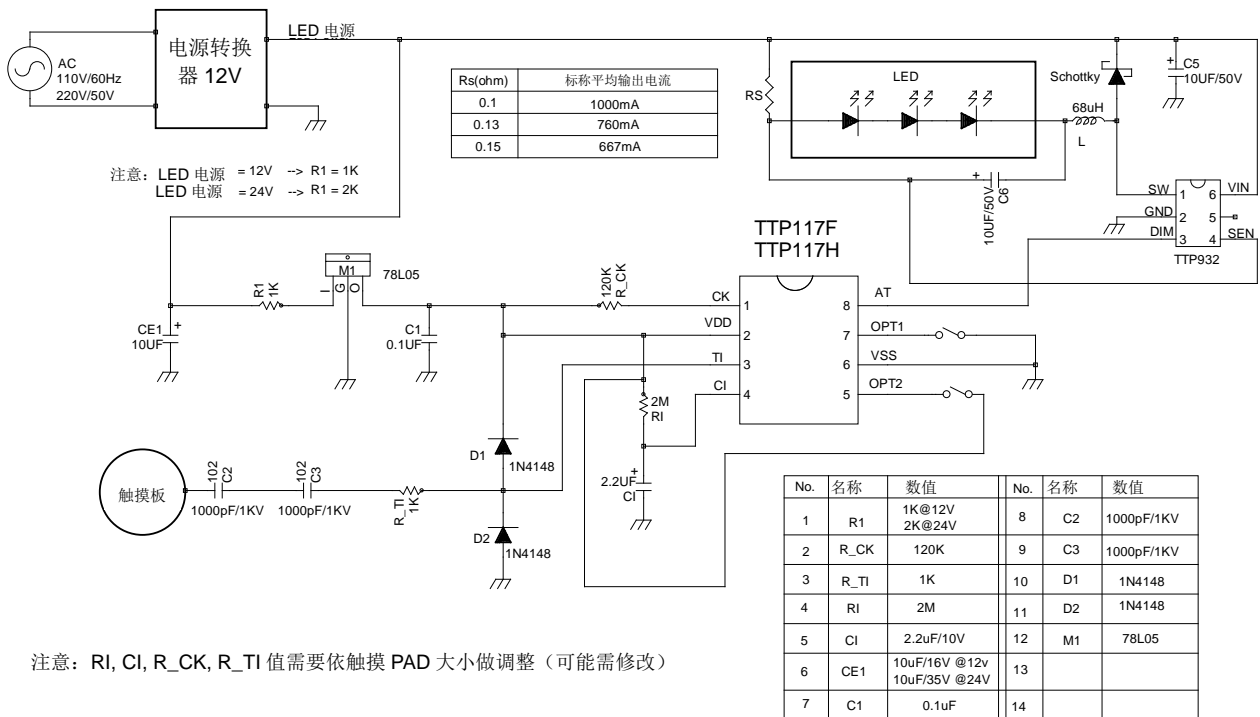 LED 电源
电源转换
器 12V
AC
110V/60Hz
220V/50V
Rs(ohm) 标称平均输出电流
0.1 1000mA
0.13 760mA
0.15 667mA
RS
LED
68uH
L
Schottky
+
C5
10UF/50V
注意：LED 电源 = 12V --> R1 = 1K
LED 电源 = 24V --> R1 = 2K
+
10UF/50V
C6
SW 1 6 VIN
GND 2 5
DIM 3 4 SEN
TTP932
TTP117F
TTP117H
R1
1K
M1
I G O
78L05
120K
R_CK
CE1
10UF
+
C1
0.1UF
CK 1 8 AT
VDD 2 7 OPT1
TI 3 6 VSS
CI 4 5 OPT2
2M
RI
2.2UF
+
CI
D1
1N4148
D2
1N4148
触摸板
102
C2
1000pF/1KV
102
C3
1000pF/1KV
R_TI
1K
No. 名称 数值 No. 名称 数值
1 R1 1K@12V 8 C2 1000pF/1KV
2K@24V
2 R_CK 120K 9 C3 1000pF/1KV
3 R_TI 1K 10 D1 1N4148
4 RI 2M 11 D2 1N4148
5 CI 2.2uF/10V 12 M1 78L05
6 CE1 10uF/16V @12v 13
10uF/35V @24V
7 C1 0.1uF 14
注意：RI, CI, R_CK, R_TI 值需要依触摸 PAD 大小做调整（可能需修改）